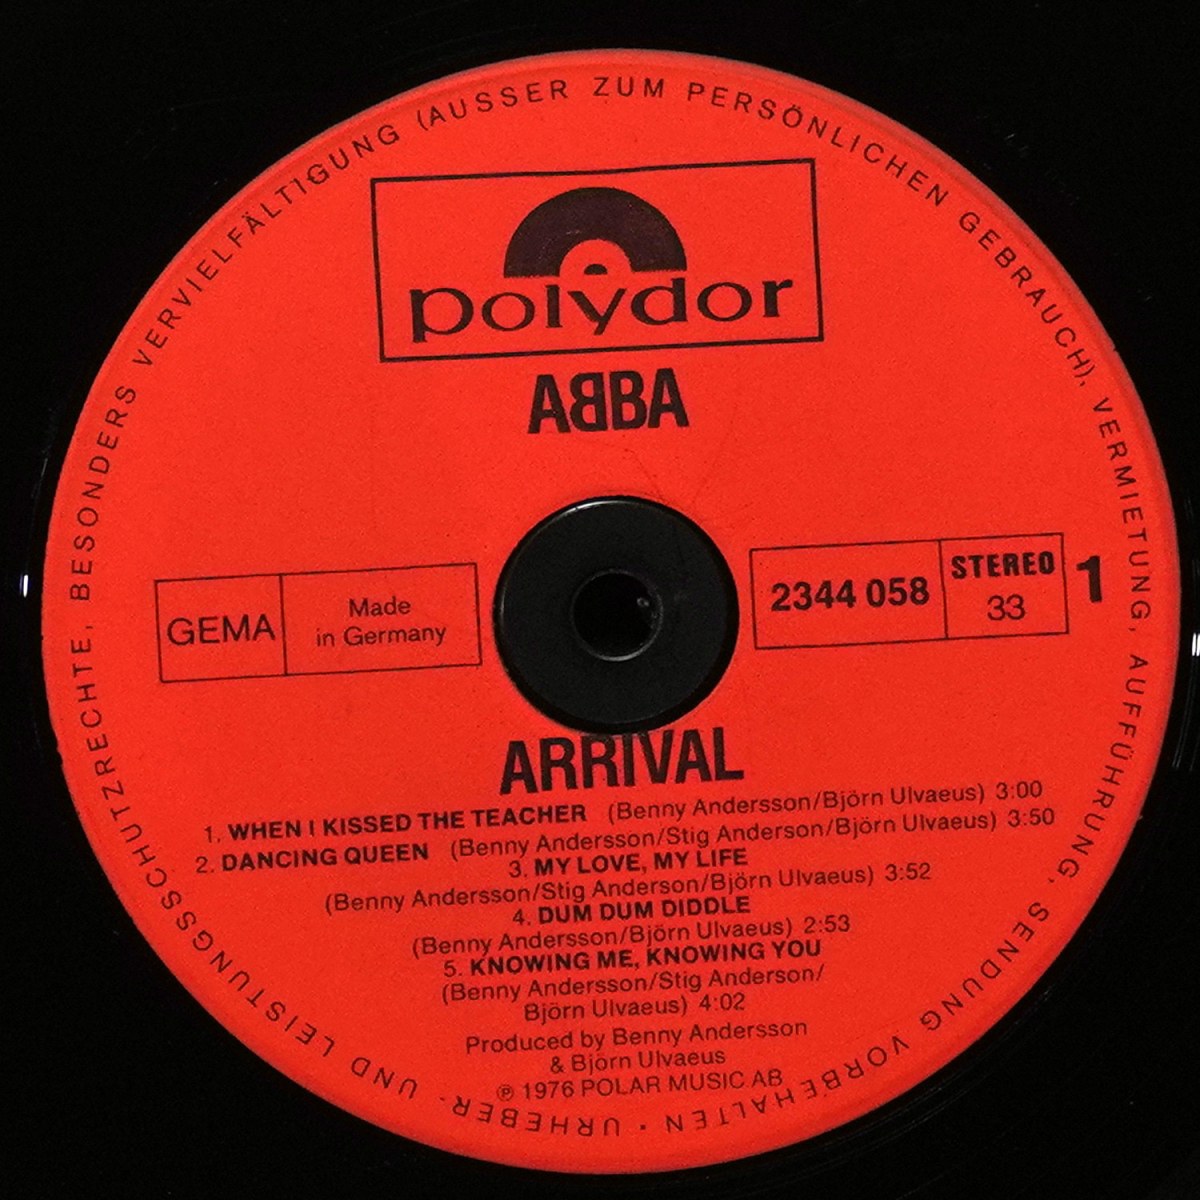 URHEBER- UND LEISTUNGSSCHUTZRECHTE, BESONDERS VERVIELFÄLTIGUNG (AUSSER ZUM PERSÖNLICHEN GEBRAUCH), VERMIETUNG, AUFFÜHRUNG, SENDUNG VORBEHALTEN •
polydor
ABBA
GEMA
Made
in Germany
2344 058
STEREO
33
1
ARRIVAL
1. WHEN I KISSED THE TEACHER (Benny Andersson/Björn Ulvaeus) 3:00
2. DANCING QUEEN (Benny Andersson/Stig Anderson/Björn Ulvaeus) 3:50
3. MY LOVE, MY LIFE
(Benny Andersson/Stig Anderson/Björn Ulvaeus) 3:52
4. DUM DUM DIDDLE
(Benny Andersson/Björn Ulvaeus) 2:53
5. KNOWING ME, KNOWING YOU
(Benny Andersson/Stig Anderson/
Björn Ulvaeus) 4:02
Produced by Benny Andersson
& Björn Ulvaeus
℗ 1976 POLAR MUSIC AB